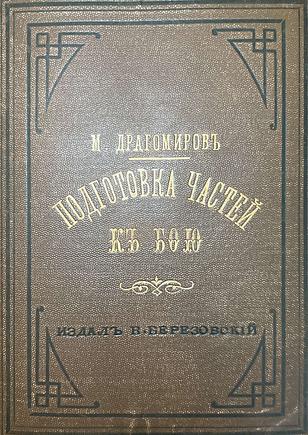 М. ДРАГОМИРОВЪ
ПОДГОТОВКА ЧАСТЕЙ
КЪ БОЮ
ИЗДАЛЪ В. БЕРЕЗОВСКІЙ